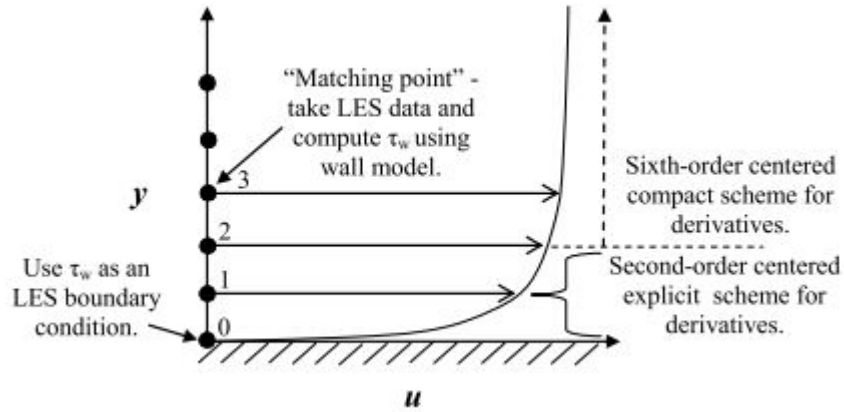 “Matching point” -
take LES data and
compute τw using
wall model.
3
y
Sixth-order centered
compact scheme for
derivatives.
2
Use τw as an
LES boundary
condition.
1
Second-order centered
explicit scheme for
derivatives.
0
u